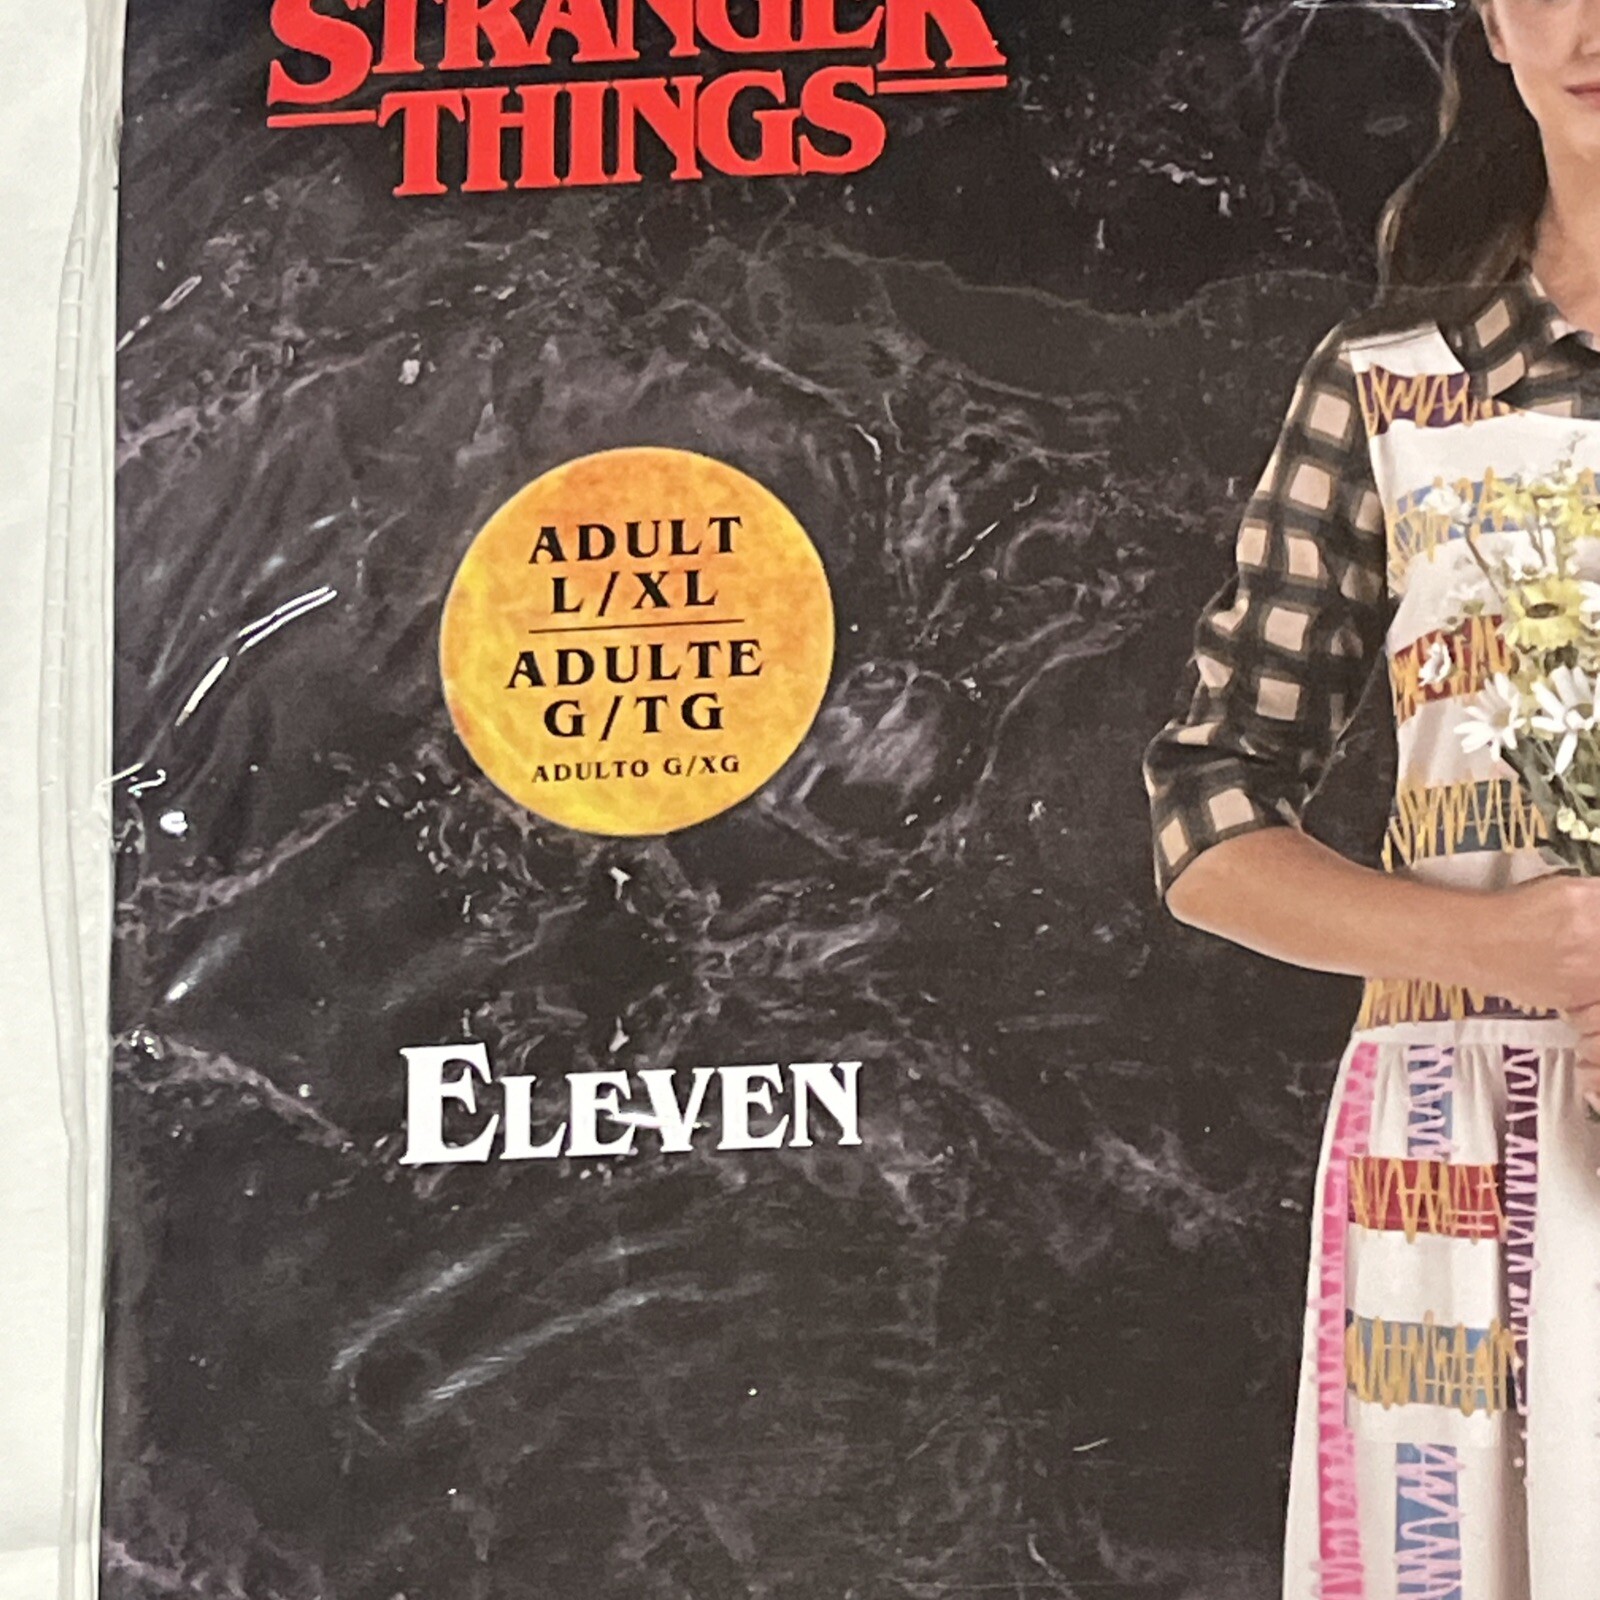 STRANGER
THINGS
ADULT
L/XL
ADULTE
G/TG
ADULTO G/XG
ELEVEN